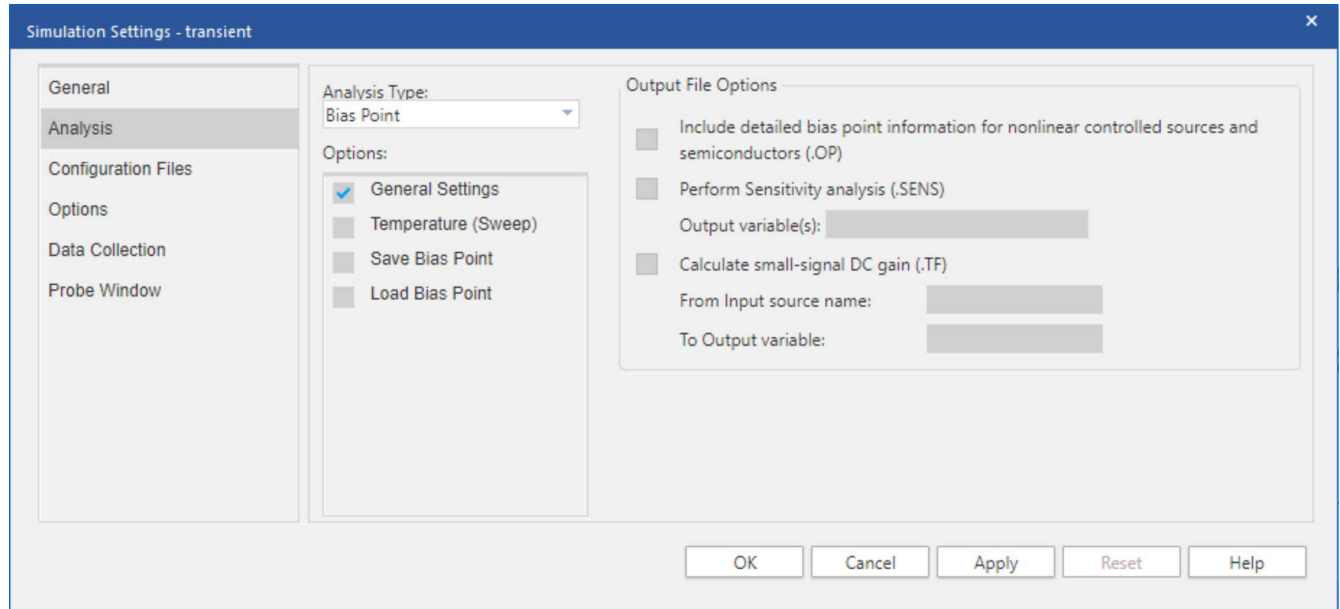 Simulation Settings - transient
×
General
Analysis
Configuration Files
Options
Data Collection
Probe Window
Analysis Type:
Bias Point
Options:
General Settings
Temperature (Sweep)
Save Bias Point
Load Bias Point
Output File Options
Include detailed bias point information for nonlinear controlled sources and
semiconductors (.OP)
Perform Sensitivity analysis (.SENS)
Output variable(s):
Calculate small-signal DC gain (.TF)
From Input source name:
To Output variable:
OK
Cancel
Apply
Reset
Help